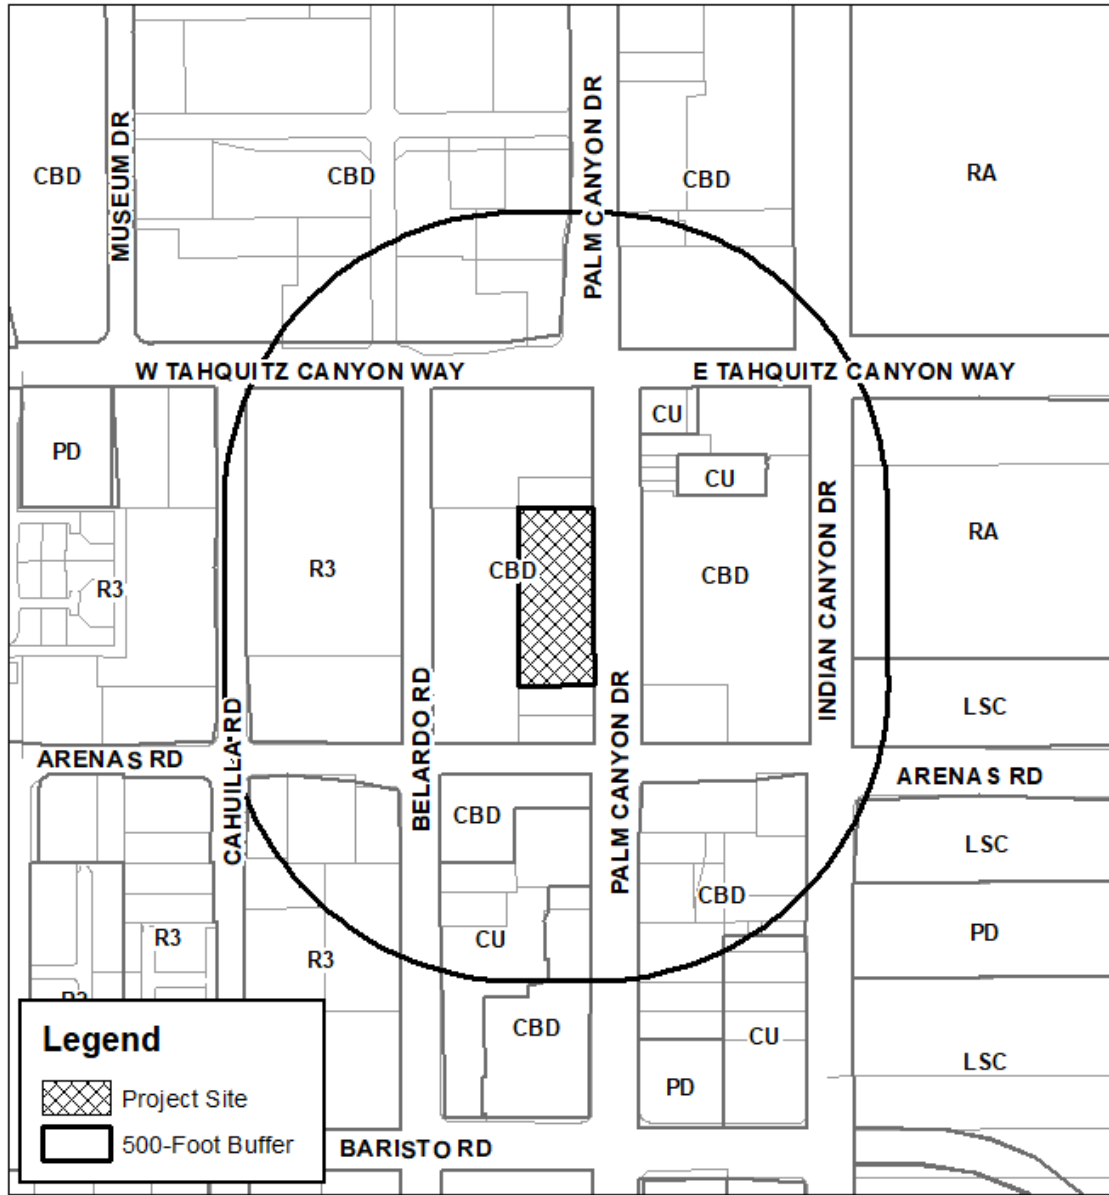 MUSEUM DR
PALM CANYON DR
CBD
CBD
CBD
RA
W TAHQUITZ CANYON WAY
E TAHQUITZ CANYON WAY
CU
PD
CU
INDIAN CANYON DR
RA
R3
CBD
CBD
R3
BELARDO RD
PALM CANYON DR
CAHUILLA RD
LSC
ARENAS RD
ARENAS RD
CBD
LSC
CBD
R3
CU
PD
R3
CBD
CU
LSC
PD
BARISTO RD
Legend
Project Site
500-Foot Buffer